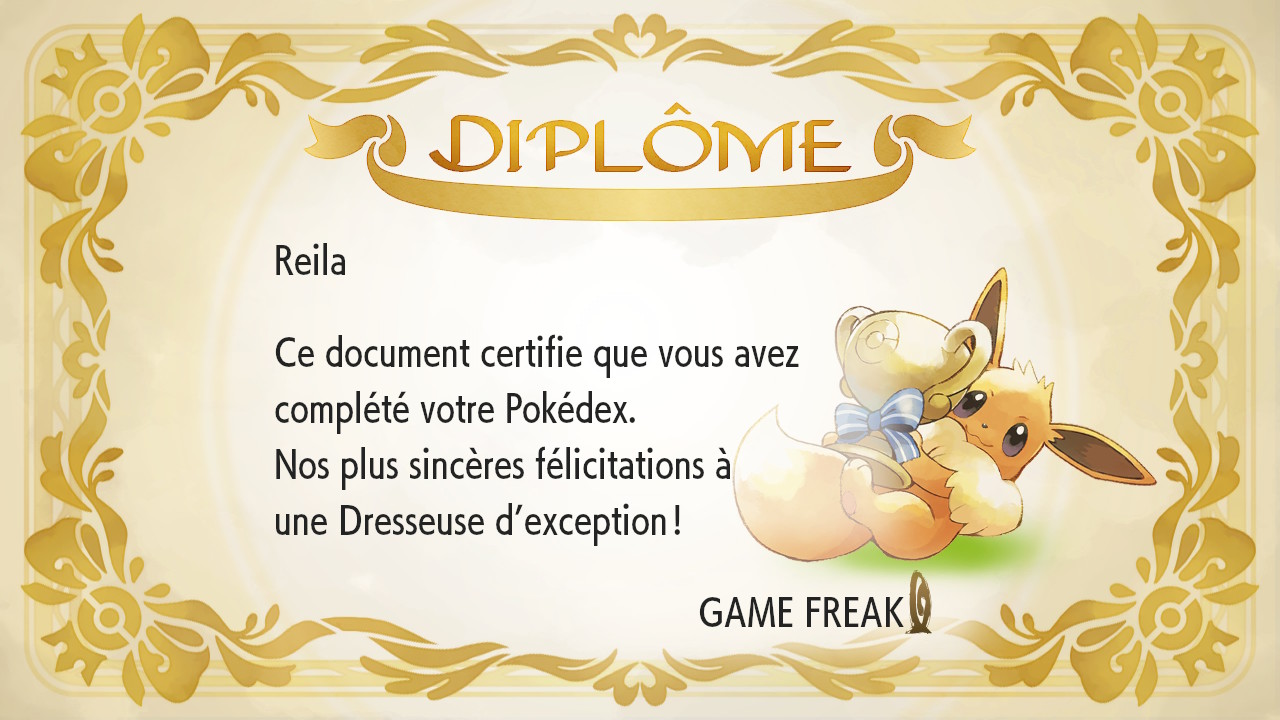 DIPLÔME
Reila
Ce document certifie que vous avez
complété votre Pokédex.
Nos plus sincères félicitations à
une Dresseuse d’exception !
GAME FREAK